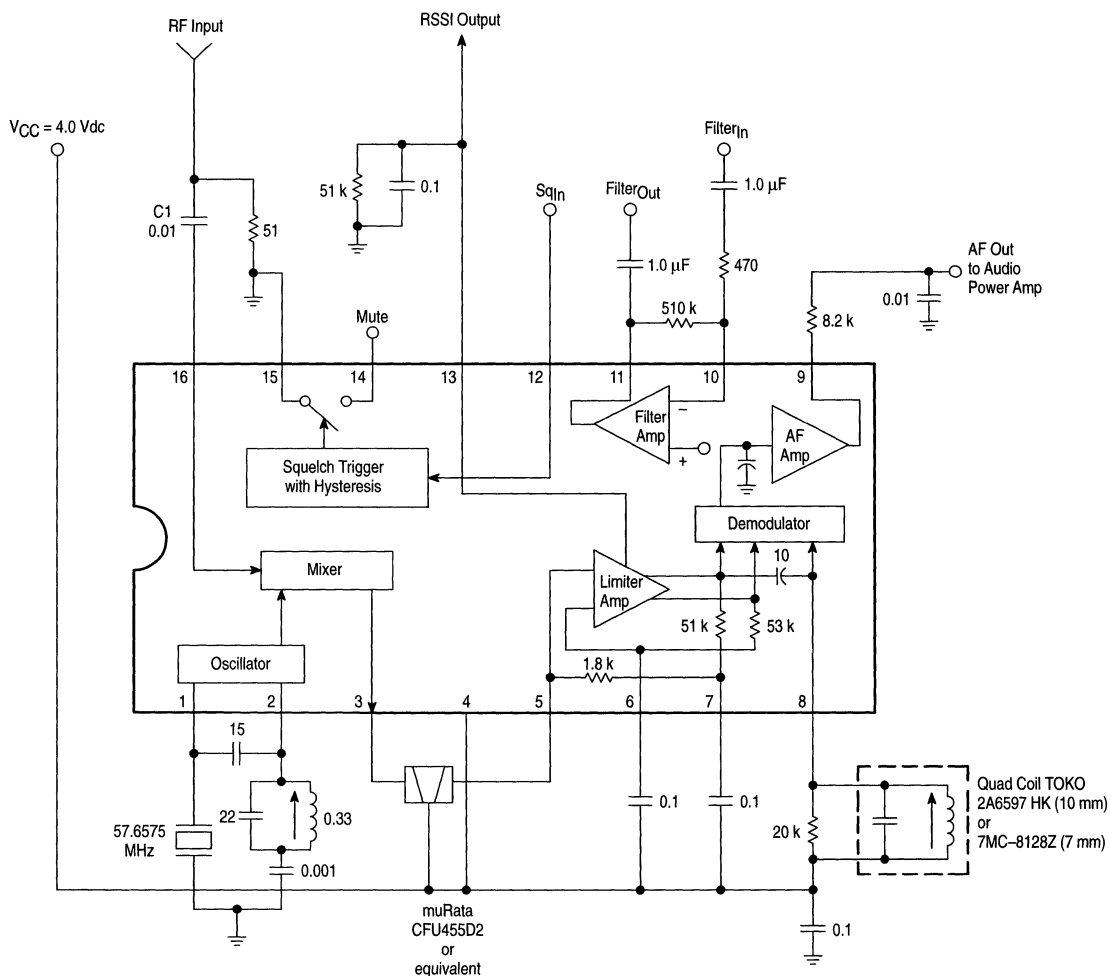 RF Input
RSSI Output
VCC = 4.0 Vdc
FilterIn
1.0 µF
SqIn
FilterOut
51 k
0.1
C1
0.01
51
1.0 µF
470
AF Out
to Audio
Power Amp
0.01
510 k
8.2 k
Mute
16
15
14
13
12
11
10
9
Filter
Amp
–
+
AF
Amp
Squelch Trigger
with Hysteresis
Demodulator
10
Mixer
Limiter
Amp
51 k
53 k
Oscillator
1.8 k
1
2
3
4
5
6
7
8
15
22
0.33
57.6575
MHz
0.001
0.1
0.1
20 k
Quad Coil TOKO
2A6597 HK (10 mm)
or
7MC–8128Z (7 mm)
muRata
CFU455D2
or
equivalent
0.1